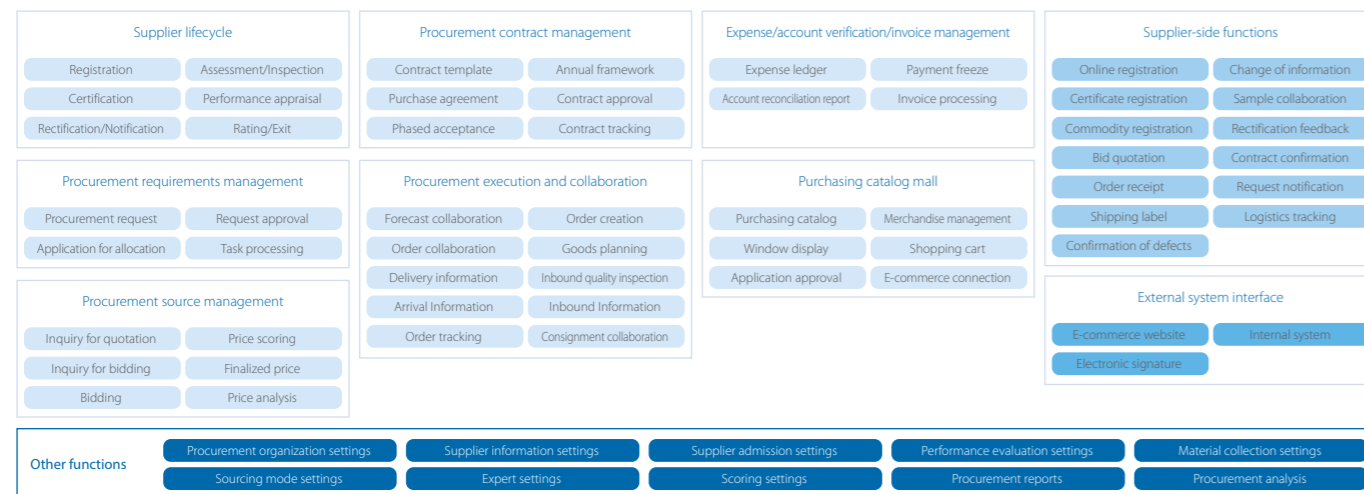 Supplier lifecycle
Registration
Assessment/Inspection
Certification
Performance appraisal
Rectification/Notification
Rating/Exit
Procurement requirements management
Procurement request
Request approval
Application for allocation
Task processing
Procurement source management
Inquiry for quotation
Price scoring
Inquiry for bidding
Finalized price
Bidding
Price analysis
Procurement contract management
Contract template
Annual framework
Purchase agreement
Contract approval
Phased acceptance
Contract tracking
Procurement execution and collaboration
Forecast collaboration
Order creation
Order collaboration
Goods planning
Delivery information
Inbound quality inspection
Arrival Information
Inbound Information
Order tracking
Consignment collaboration
Expense/account verification/invoice management
Expense ledger
Payment freeze
Account reconciliation report
Invoice processing
Purchasing catalog mall
Purchasing catalog
Merchandise management
Window display
Shopping cart
Application approval
E-commerce connection
Supplier-side functions
Online registration
Change of information
Certificate registration
Sample collaboration
Commodity registration
Rectification feedback
Bid quotation
Contract confirmation
Order receipt
Request notification
Shipping label
Logistics tracking
Confirmation of defects
External system interface
E-commerce website
Internal system
Electronic signature
Other functions
Procurement organization settings
Supplier information settings
Supplier admission settings
Performance evaluation settings
Material collection settings
Sourcing mode settings
Expert settings
Scoring settings
Procurement reports
Procurement analysis